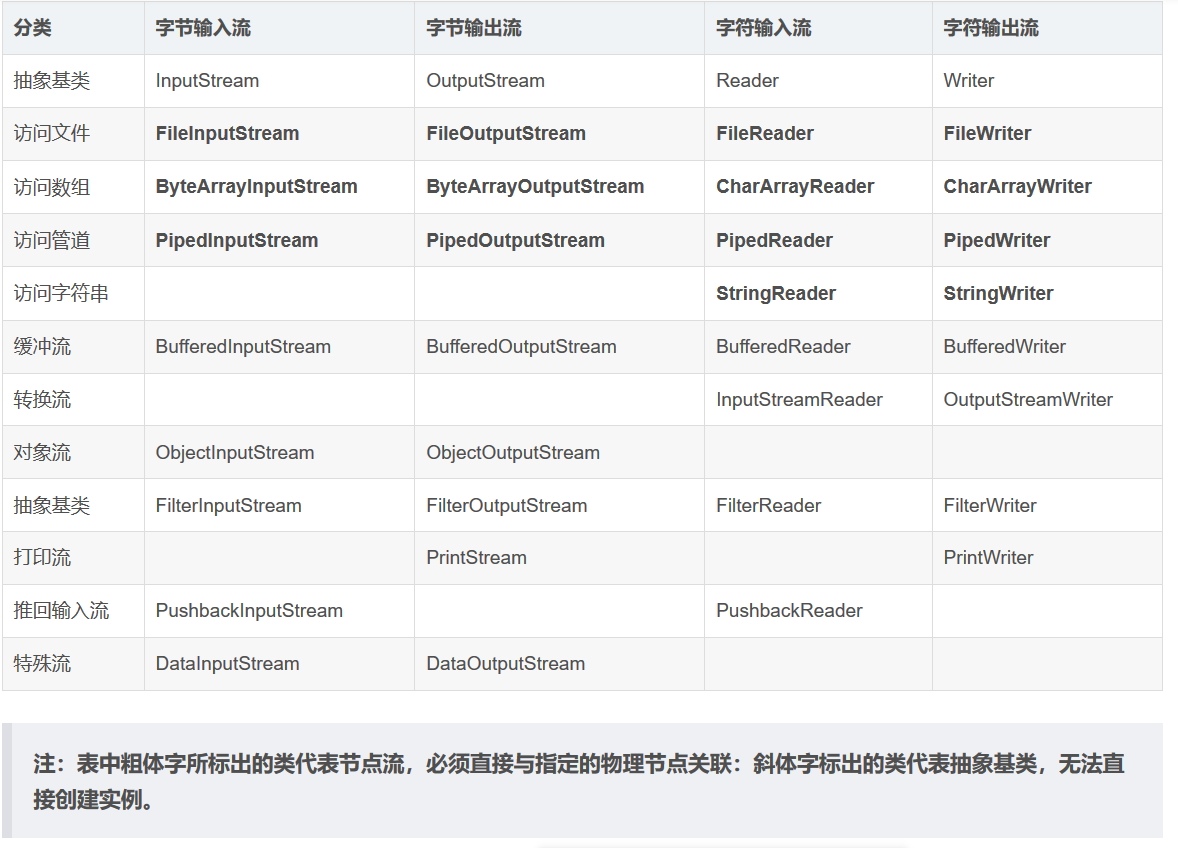 分类 字节输入流 字节输出流 字符输入流 字符输出流
抽象基类 InputStream OutputStream Reader Writer
访问文件 FileInputStream FileOutputStream FileReader FileWriter
访问数组 ByteArrayInputStream ByteArrayOutputStream CharArrayReader CharArrayWriter
访问管道 PipedInputStream PipedOutputStream PipedReader PipedWriter
访问字符串 StringReader StringWriter
缓冲流 BufferedInputStream BufferedOutputStream BufferedReader BufferedWriter
转换流 InputStreamReader OutputStreamWriter
对象流 ObjectInputStream ObjectOutputStream
抽象基类 FilterInputStream FilterOutputStream FilterReader FilterWriter
打印流 PrintStream PrintWriter
推回输入流 PushbackInputStream PushbackReader
特殊流 DataInputStream DataOutputStream
注：表中粗体字所标出的类代表节点流，必须直接与指定的物理节点关联：斜体字标出的类代表抽象基类，无法直
接创建实例。